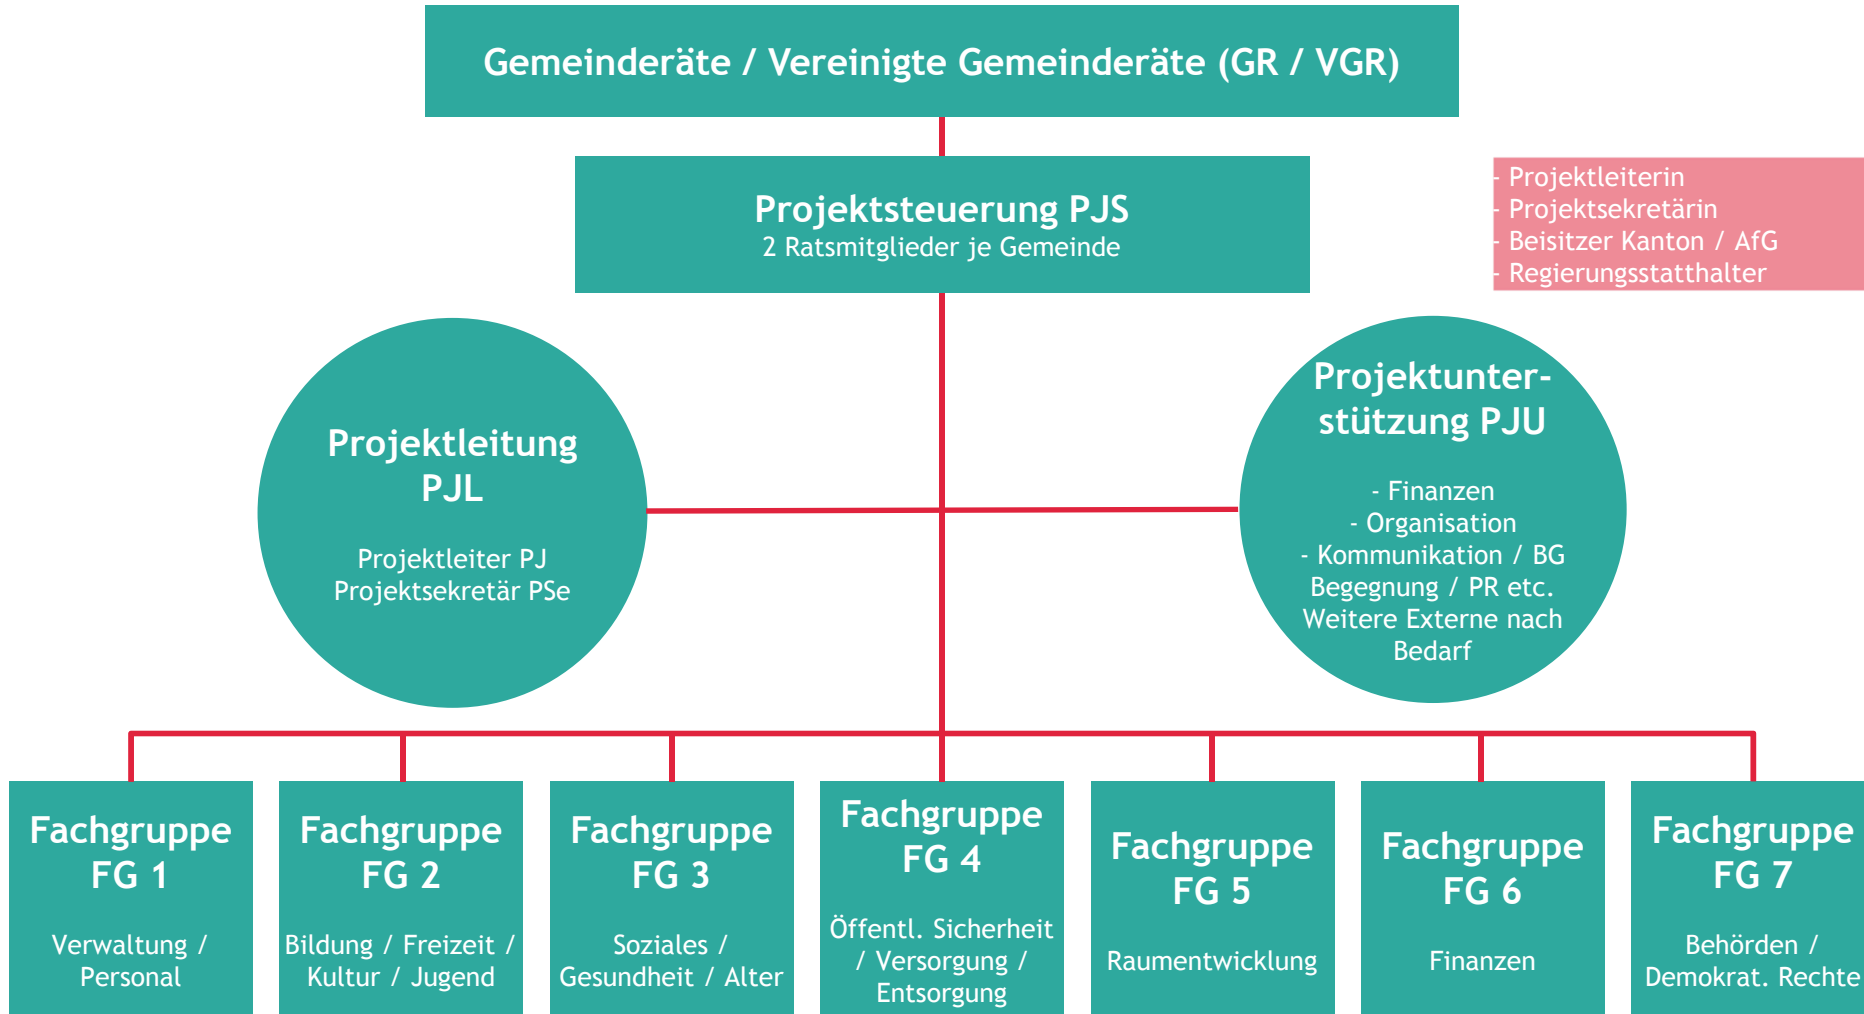 Gemeinderäte / Vereinigte Gemeinderäte (GR / VGR)
Projektsteuerung PJS
2 Ratsmitglieder je Gemeinde
- Projektleiterin
- Projektsekretärin
- Beisitzer Kanton / AfG
- Regierungsstatthalter
Projektleitung
PJL
Projektleiter PJ
Projektsekretär PSe
Projektunter-
stützung PJU
- Finanzen
- Organisation
- Kommunikation / BG
Begegnung / PR etc.
Weitere Externe nach
Bedarf
Fachgruppe
FG 1
Verwaltung /
Personal
Fachgruppe
FG 2
Bildung / Freizeit /
Kultur / Jugend
Fachgruppe
FG 3
Soziales /
Gesundheit / Alter
Fachgruppe
FG 4
Öffentl. Sicherheit
/ Versorgung /
Entsorgung
Fachgruppe
FG 5
Raumentwicklung
Fachgruppe
FG 6
Finanzen
Fachgruppe
FG 7
Behörden /
Demokrat. Rechte